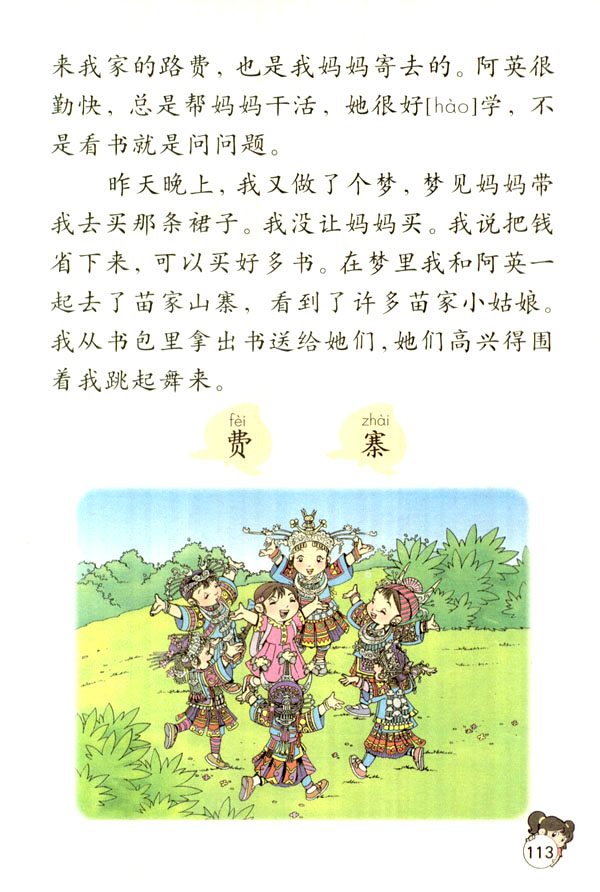 来我家的路费，也是我妈妈寄去的。阿英很
勤快，总是帮妈妈干活，她很好[hào]学，不
是看书就是问问题。
昨天晚上，我又做了个梦，梦见妈妈带
我去买那条裙子。我没让妈妈买。我说把钱
省下来，可以买好多书。在梦里我和阿英一
起去了苗家山寨，看到了许多苗家小姑娘。
我从书包里拿出书送给她们，她们高兴得围
着我跳起舞来。
fèi zhài
费 寨
113